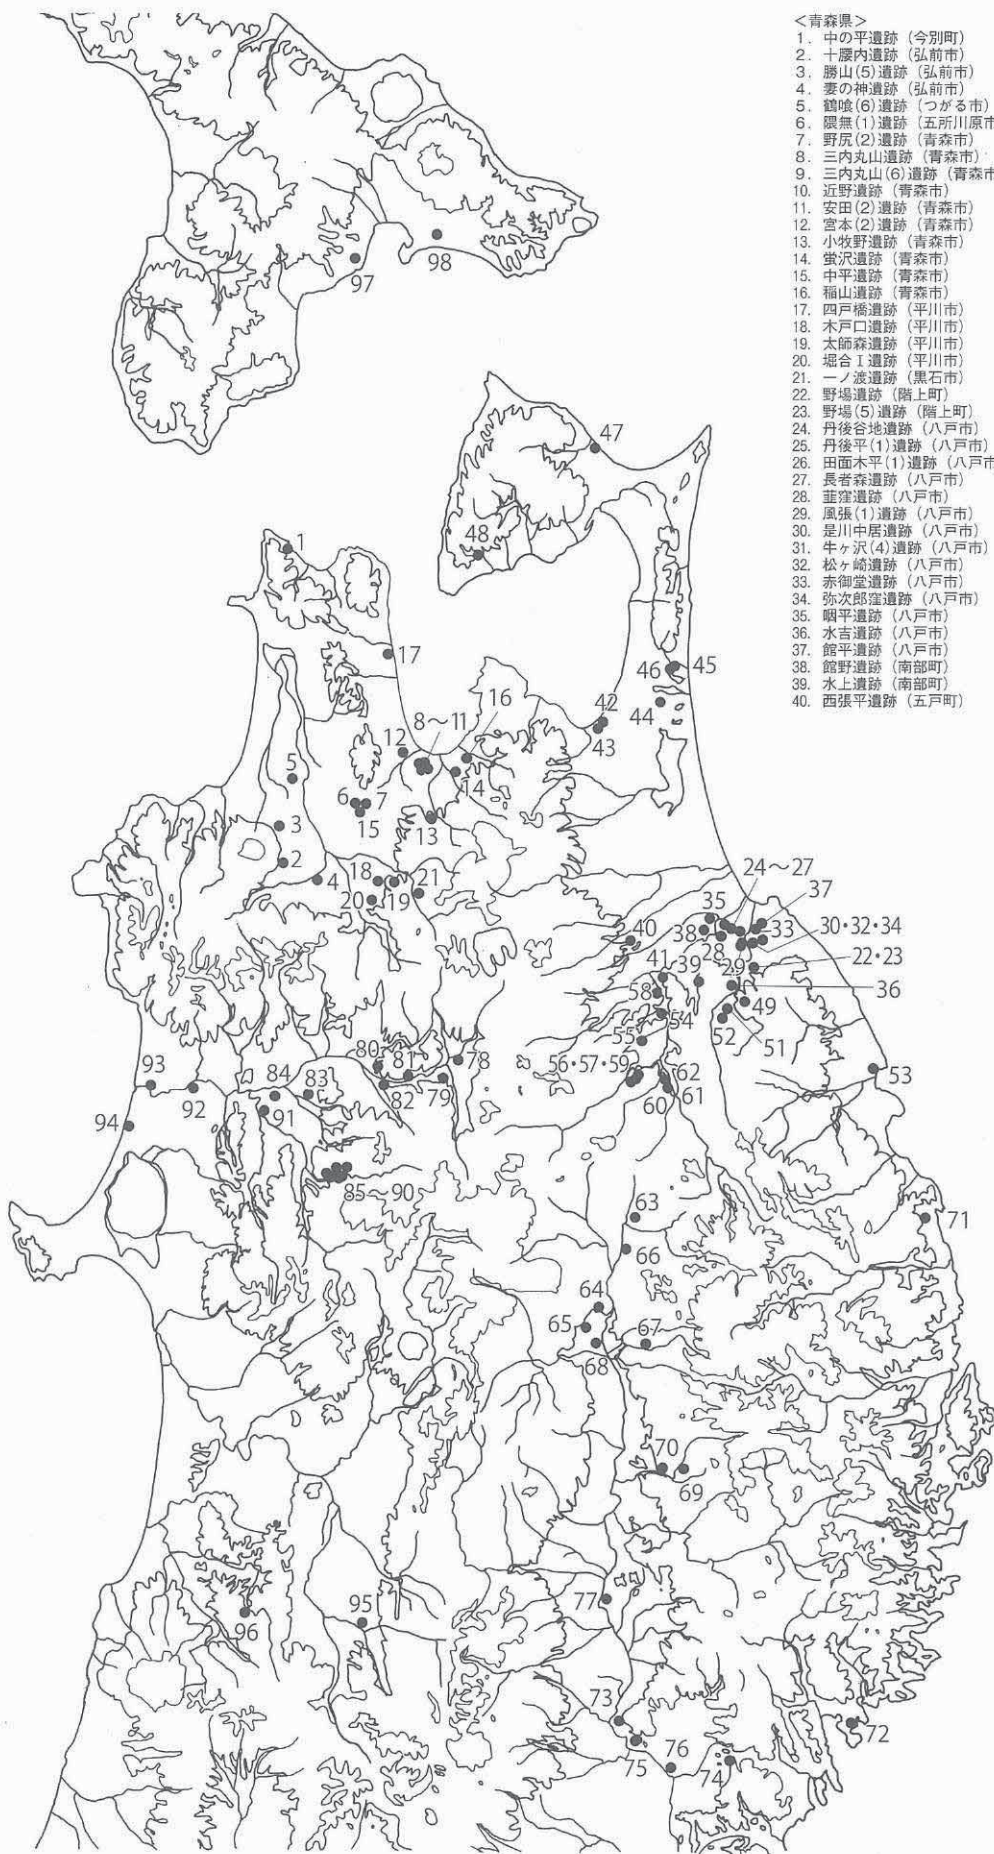 <青森県>
1. 中の平遺跡 (今別町)
2. 十腰内遺跡 (弘前市)
3. 勝山(5)遺跡 (弘前市)
4. 妻の神遺跡 (弘前市)
5. 鶴喰(6)遺跡 (つがる市)
6. 隈無(1)遺跡 (五所川原市
7. 野尻(2)遺跡 (青森市)
8. 三内丸山遺跡 (青森市)
9. 三内丸山(6)遺跡 (青森市
10. 近野遺跡 (青森市)
11. 安田(2)遺跡 (青森市)
12. 宮本(2)遺跡 (青森市)
13. 小牧野遺跡 (青森市)
14. 蛍沢遺跡 (青森市)
15. 中平遺跡 (青森市)
16. 稲山遺跡 (青森市)
17. 四戸橋遺跡 (平川市)
18. 木戸口遺跡 (平川市)
19. 太師森遺跡 (平川市)
20. 堀合Ⅰ遺跡 (平川市)
21. 一ノ渡遺跡 (黒石市)
22. 野場遺跡 (階上町)
23. 野場(5)遺跡 (階上町)
24. 丹後谷地遺跡 (八戸市)
25. 丹後平(1)遺跡 (八戸市)
26. 田面木平(1)遺跡 (八戸市
27. 長者森遺跡 (八戸市)
28. 韮窪遺跡 (八戸市)
29. 風張(1)遺跡 (八戸市)
30. 是川中居遺跡 (八戸市)
31. 牛ヶ沢(4)遺跡 (八戸市)
32. 松ヶ崎遺跡 (八戸市)
33. 赤御堂遺跡 (八戸市)
34. 弥次郎窪遺跡 (八戸市)
35. 咽平遺跡 (八戸市)
36. 水吉遺跡 (八戸市)
37. 館平遺跡 (八戸市)
38. 館野遺跡 (南部町)
39. 水上遺跡 (南部町)
40. 西張平遺跡 (五戸町)
97
98
47
48
1
17
46
45
44
42
43
16
8～11
12
14
5
6
7
15
13
3
2
4
18
21
20
19
24～27
37
35
33
40
38
28
30・32・34
29
22・23
41
39
36
58
49
54
52
51
55
53
80
81
78
56・57・59
62
93
84
83
82
79
60
61
92
91
94
85～90
63
71
66
64
65
67
68
70
69
77
95
96
73
72
75
76
74